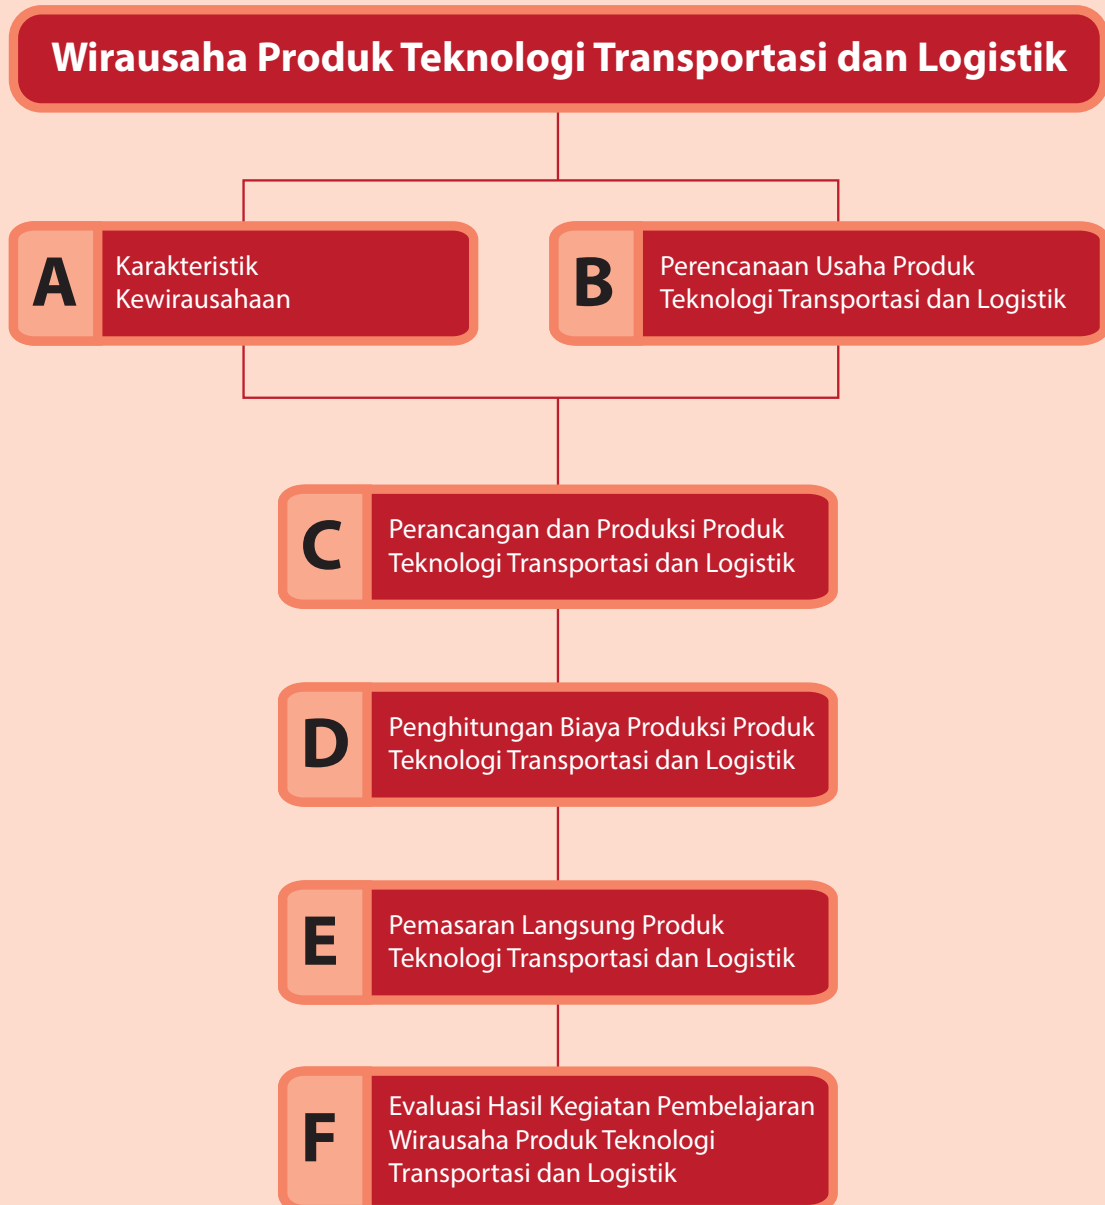 Wirausaha Produk Teknologi Transportasi dan Logistik
A
Karakteristik
Kewirausahaan
B
Perencanaan Usaha Produk
Teknologi Transportasi dan Logistik
C
Perancangan dan Produksi Produk
Teknologi Transportasi dan Logistik
D
Penghitungan Biaya Produksi Produk
Teknologi Transportasi dan Logistik
E
Pemasaran Langsung Produk
Teknologi Transportasi dan Logistik
F
Evaluasi Hasil Kegiatan Pembelajaran
Wirausaha Produk Teknologi
Transportasi dan Logistik